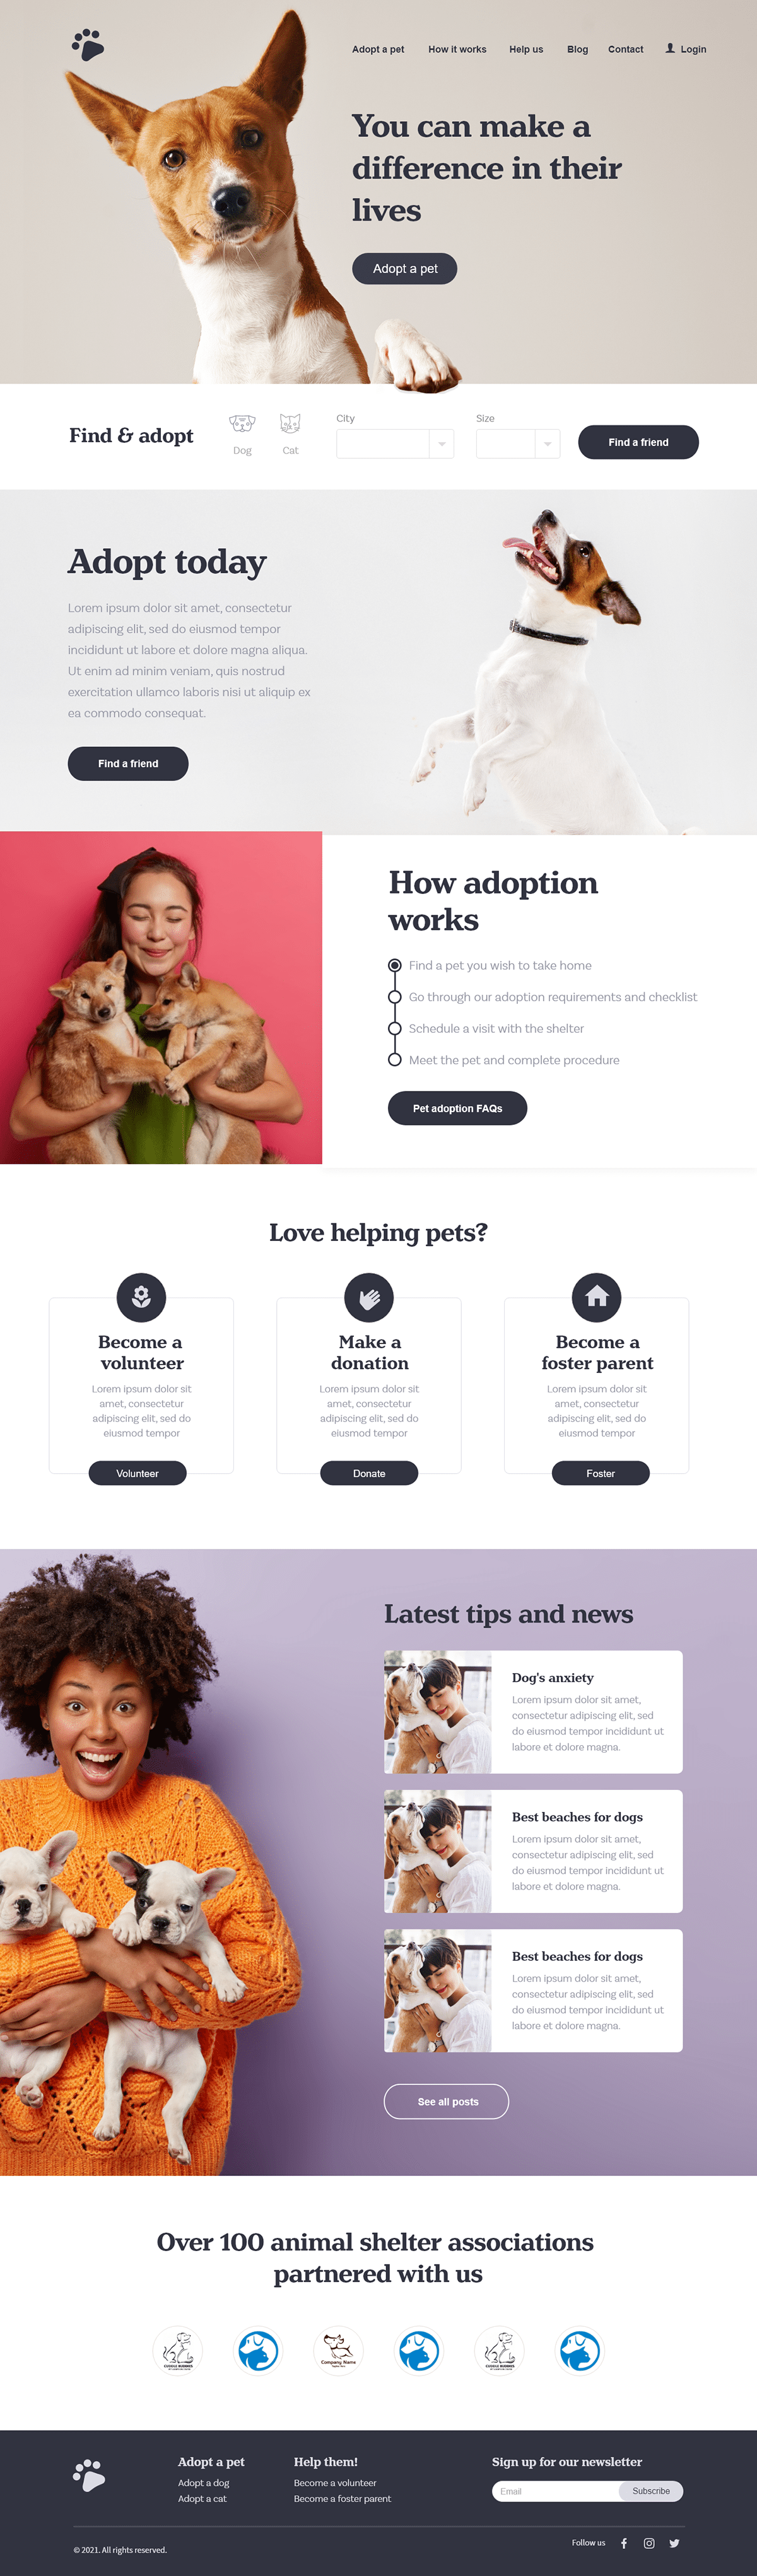 Adopt a pet How it works Help us Blog Contact Login
You can make a
difference in their
lives
Adopt a pet
Find & adopt
Dog
Cat
City
Size
Find a friend
Adopt today
Lorem ipsum dolor sit amet, consectetur
adipiscing elit, sed do eiusmod tempor
incididunt ut labore et dolore magna aliqua.
Ut enim ad minim veniam, quis nostrud
exercitation ullamco laboris nisi ut aliquip ex
ea commodo consequat.
Find a friend
How adoption
works
Find a pet you wish to take home
Go through our adoption requirements and checklist
Schedule a visit with the shelter
Meet the pet and complete procedure
Pet adoption FAQs
Love helping pets?
Become a
volunteer
Lorem ipsum dolor sit
amet, consectetur
adipiscing elit, sed do
eiusmod tempor
Volunteer
Make a
donation
Lorem ipsum dolor sit
amet, consectetur
adipiscing elit, sed do
eiusmod tempor
Donate
Become a
foster parent
Lorem ipsum dolor sit
amet, consectetur
adipiscing elit, sed do
eiusmod tempor
Foster
Latest tips and news
Dog's anxiety
Lorem ipsum dolor sit amet,
consectetur adipiscing elit, sed
do eiusmod tempor incididunt ut
labore et dolore magna.
Best beaches for dogs
Lorem ipsum dolor sit amet,
consectetur adipiscing elit, sed
do eiusmod tempor incididunt ut
labore et dolore magna.
Best beaches for dogs
Lorem ipsum dolor sit amet,
consectetur adipiscing elit, sed
do eiusmod tempor incididunt ut
labore et dolore magna.
See all posts
Over 100 animal shelter associations
partnered with us
Company Name
Adopt a pet
Adopt a dog
Adopt a cat
Help them!
Become a volunteer
Become a foster parent
Sign up for our newsletter
Email
Subscribe
© 2021. All rights reserved.
Follow us